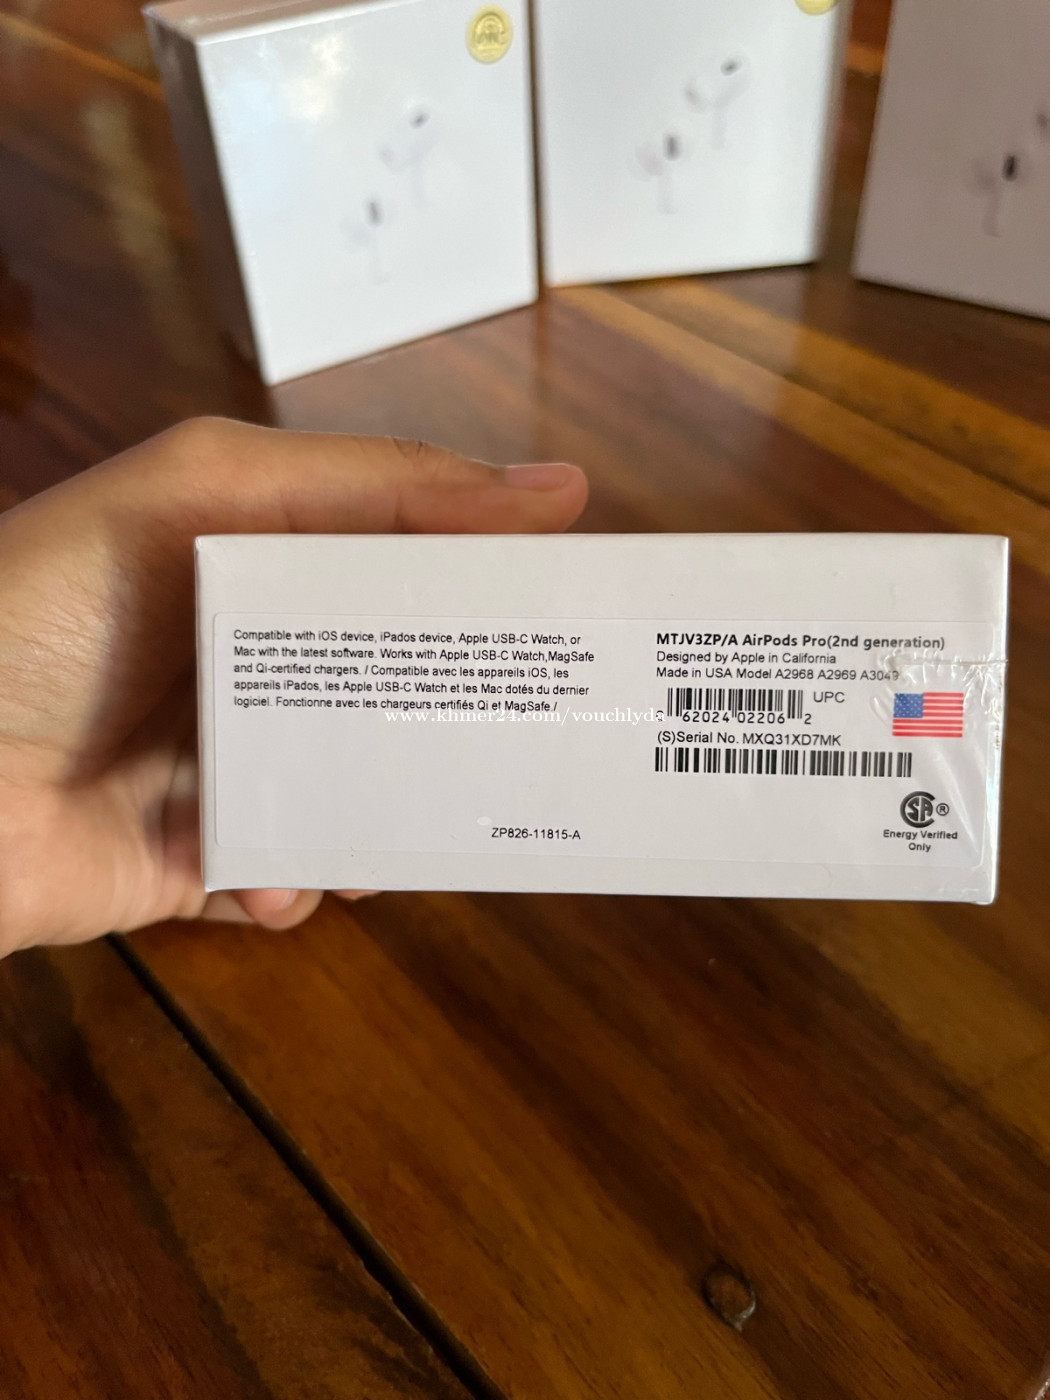 Compatible with iOS device, iPados device, Apple USB-C Watch, or
Mac with the latest software. Works with Apple USB-C Watch,MagSafe
and Qi-certified chargers. / Compatible avec les appareils iOS, les
appareils iPados, les Apple USB-C Watch et les Mac dotés du dernier
logiciel. Fonctionne avec les chargeurs certifiés Qi et MagSafe /
ZP826-11815-A
MTJV3ZP/A AirPods Pro(2nd generation)
Designed by Apple in California
Made in USA Model A2968 A2969 A3049
UPC
62024 02206 2
(S)Serial No. MXQ31XD7MK
SA ®
Energy Verified
Only
www.khmer24.com/vouchlyda